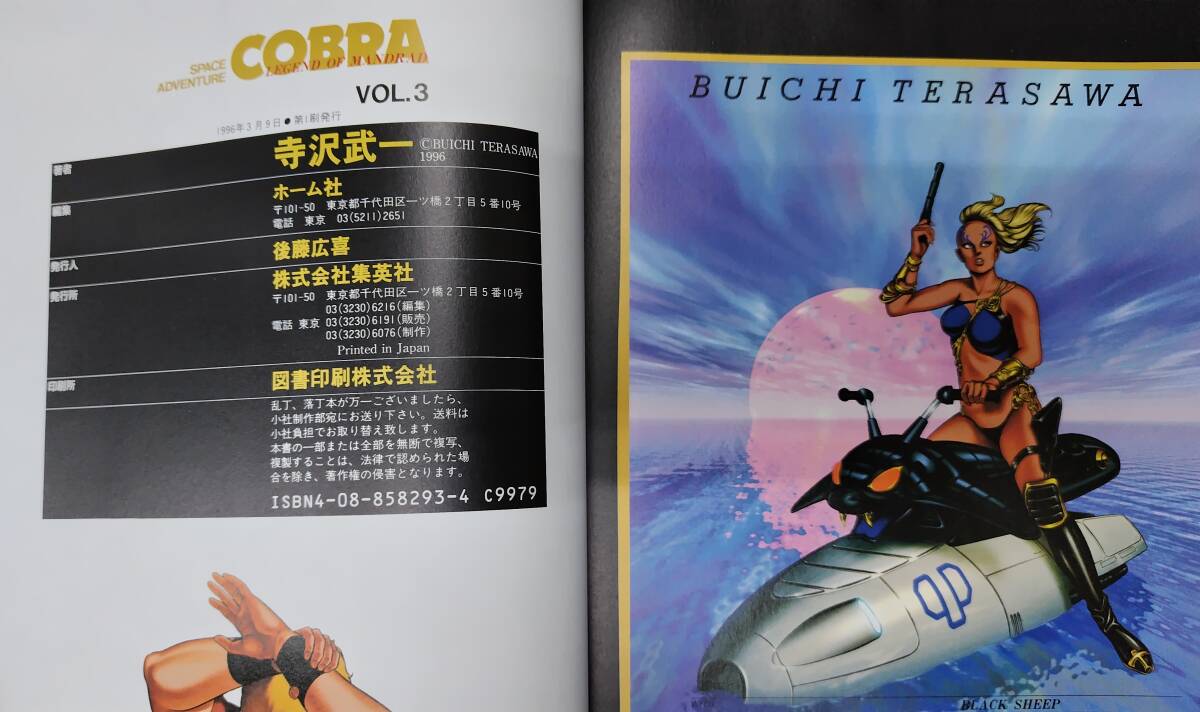 SPACE
ADVENTURE
COBRA
LEGEND OF MANDRAD
VOL.3
1996年3月9日●第1刷発行
著者
寺沢武一
©BUICHI TERASAWA
1996
編集
ホーム社
〒101-50 東京都千代田区一ツ橋2丁目5番10号
電話 東京 03(5211)2651
発行人
後藤広喜
発行所
株式会社集英社
〒101-50 東京都千代田区一ツ橋2丁目5番10号
03(3230)6216(編集)
電話 東京 03(3230)6191(販売)
03(3230)6076(制作)
Printed in Japan
印刷所
図書印刷株式会社
乱丁、落丁本が万一ございましたら、
小社制作部宛にお送り下さい。送料は
小社負担でお取り替え致します。
本書の一部または全部を無断で複写、
複製することは、法律で認められた場
合を除き、著作権の侵害となります。
ISBN4-08-858293-4 C9979
BUICHI TERASAWA
BLACK SHEEP